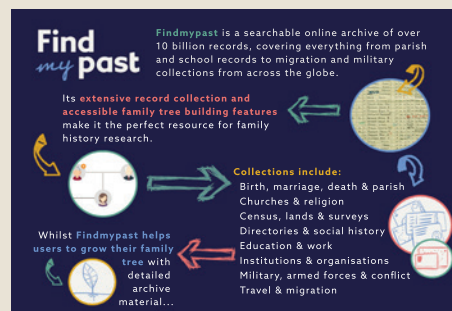 Find
my past
Findmypast is a searchable online archive of over
10 billion records, covering everything from parish
and school records to migration and military
collections from across the globe.
Its extensive record collection and
accessible family tree building features
make it the perfect resource for family
history research.
Collections include:
Birth, marriage, death & parish
Churches & religion
Census, lands & surveys
Directories & social history
Education & work
Institutions & organisations
Military, armed forces & conflict
Travel & migration
Whilst Findmypast helps
users to grow their family
tree with
detailed
archive
material...